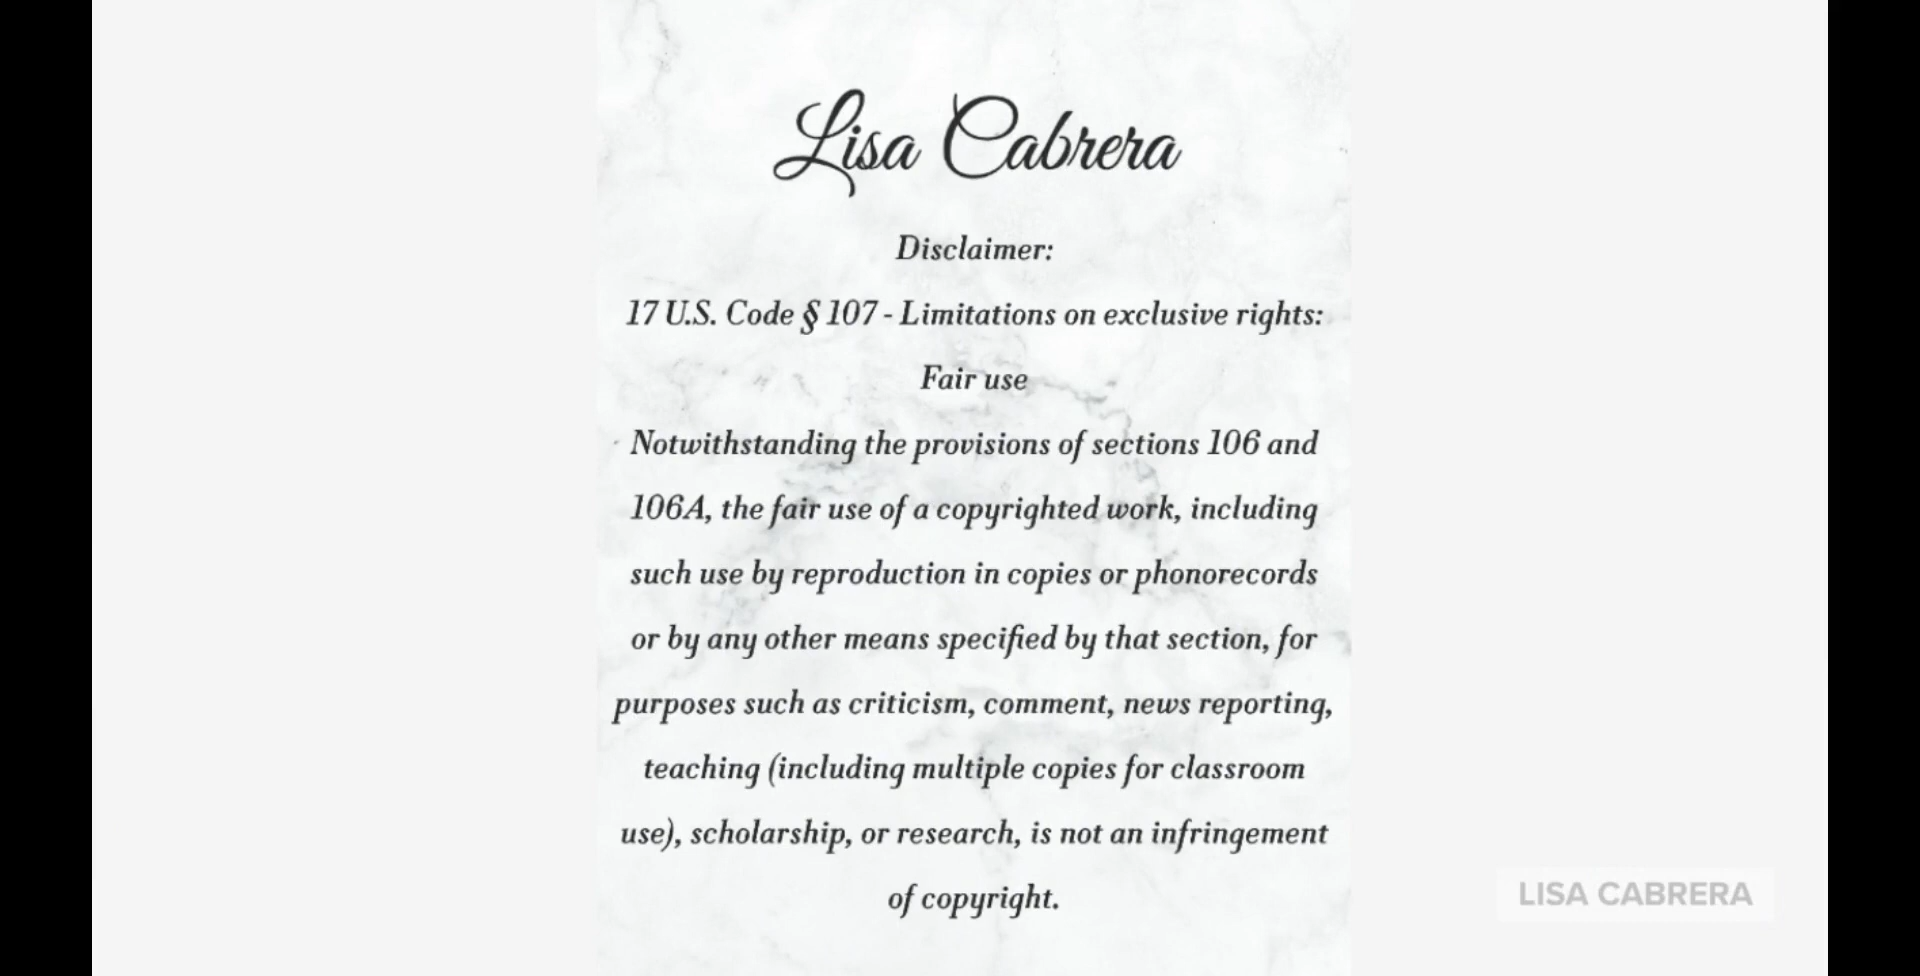 Lisa Cabrera
Disclaimer:
17 U.S. Code § 107 - Limitations on exclusive rights:
Fair use
Notwithstanding the provisions of sections 106 and
106A, the fair use of a copyrighted work, including
such use by reproduction in copies or phonorecords
or by any other means specified by that section, for
purposes such as criticism, comment, news reporting,
teaching (including multiple copies for classroom
use), scholarship, or research, is not an infringement
of copyright.
LISA CABRERA